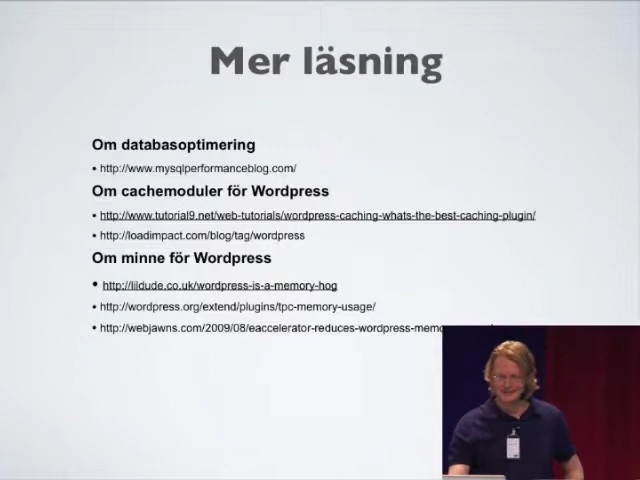 Mer läsning
Om databasoptimering
• http://www.mysqlperformanceblog.com/
Om cachemoduler för Wordpress
• http://www.tutorial9.net/web-tutorials/wordpress-caching-whats-the-best-caching-plugin/
• http://loadimpact.com/blog/tag/wordpress
Om minne för Wordpress
• http://lildude.co.uk/wordpress-is-a-memory-hog
• http://wordpress.org/extend/plugins/tpc-memory-usage/
• http://webjawns.com/2009/08/eaccelerator-reduces-wordpress-memo